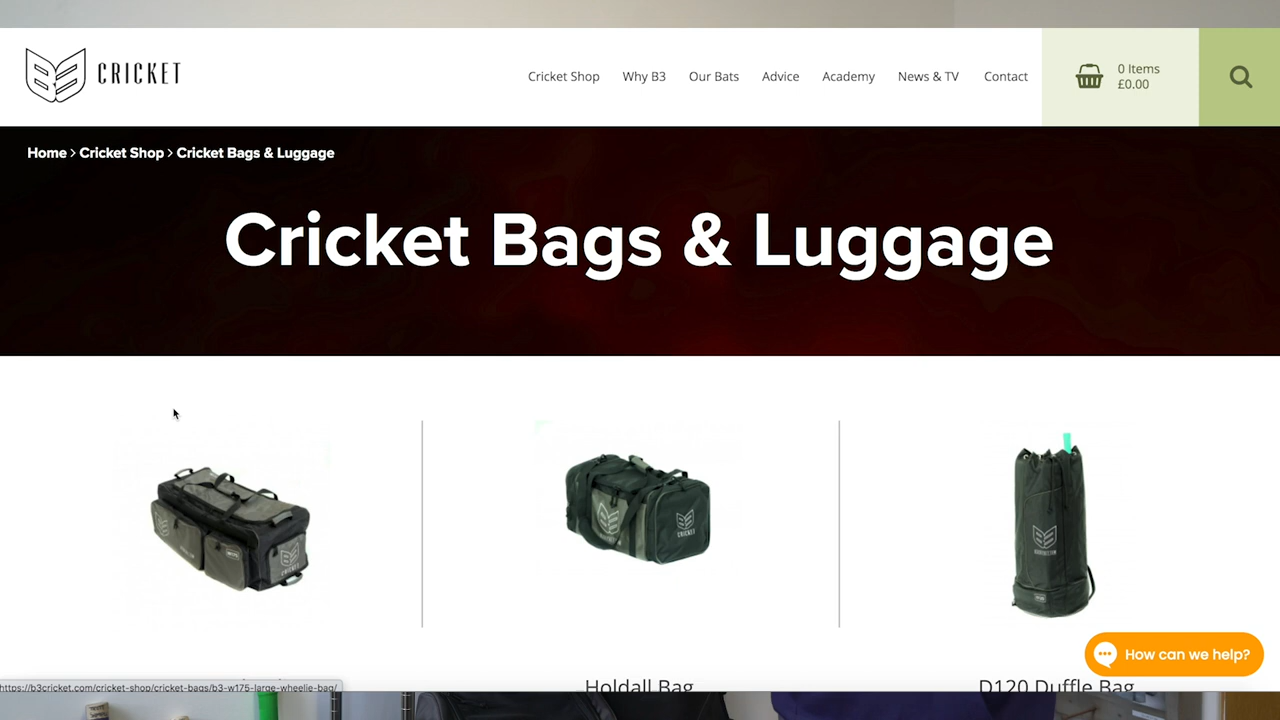 CRICKET
Cricket Shop
Why B3
Our Bats
Advice
Academy
News & TV
Contact
0 Items
£0.00
Home > Cricket Shop > Cricket Bags & Luggage
Cricket Bags & Luggage
CRICKET
CRICKET
How can we help?
Holdall Bag
D120 Duffle Bag
https://b3cricket.com/cricket-shop/cricket-bags/b3-w175-large-wheelie-bag/